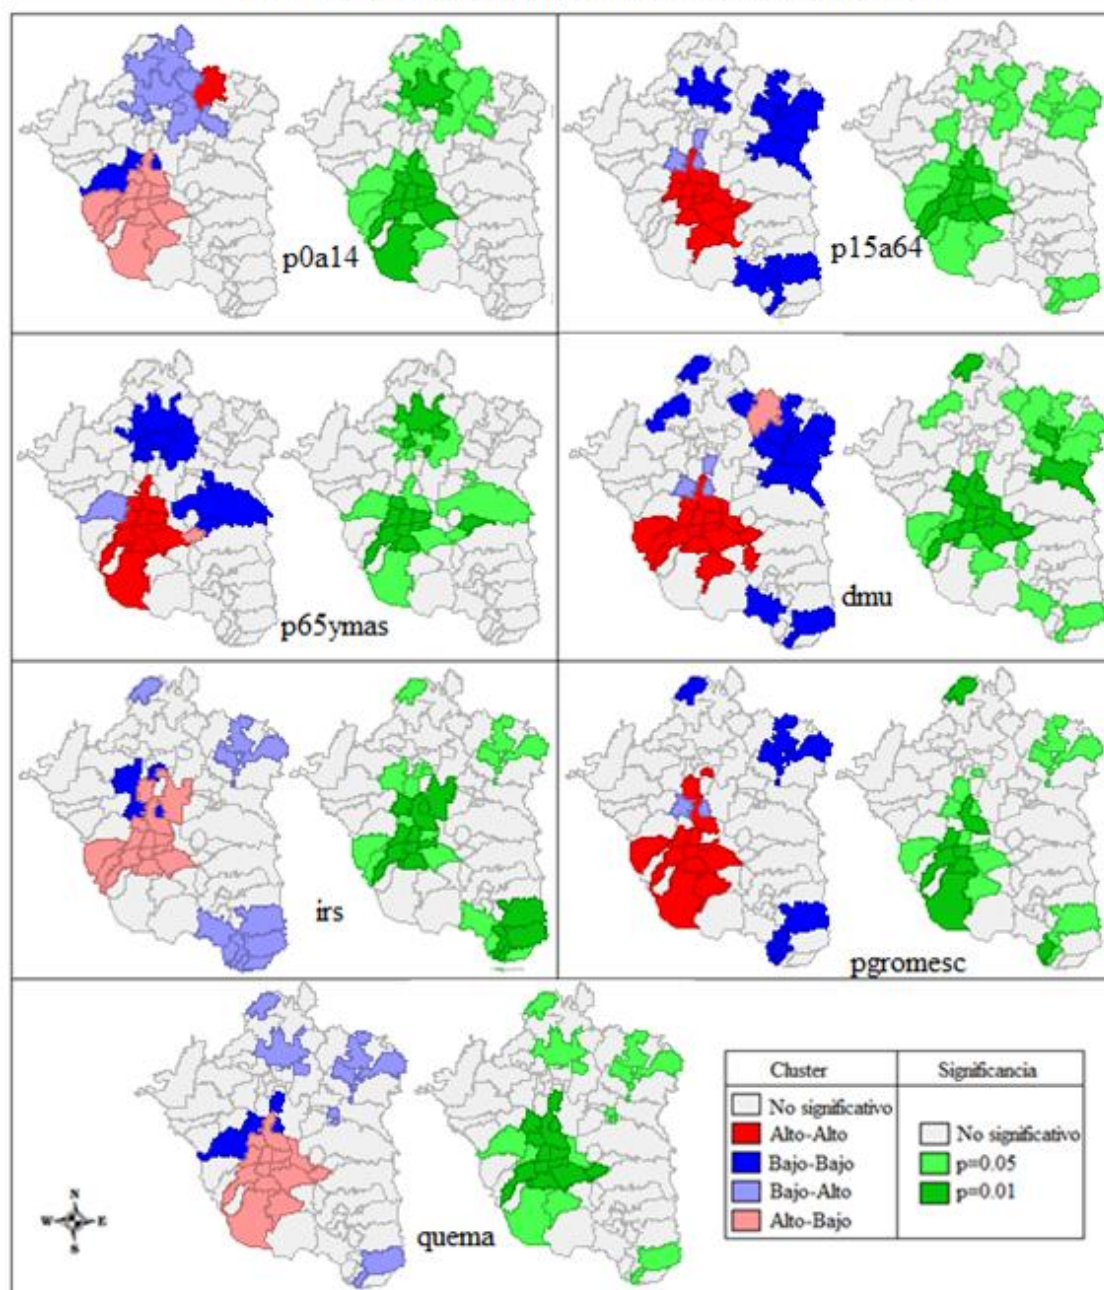 p0a14
p15a64
p65ymas
dmu
irs
pgromesc
quema
Cluster
Significancia
No significativo
Alto-Alto
Bajo-Bajo
Bajo-Alto
Alto-Bajo
No significativo
p=0.05
p=0.01
N
W E
S